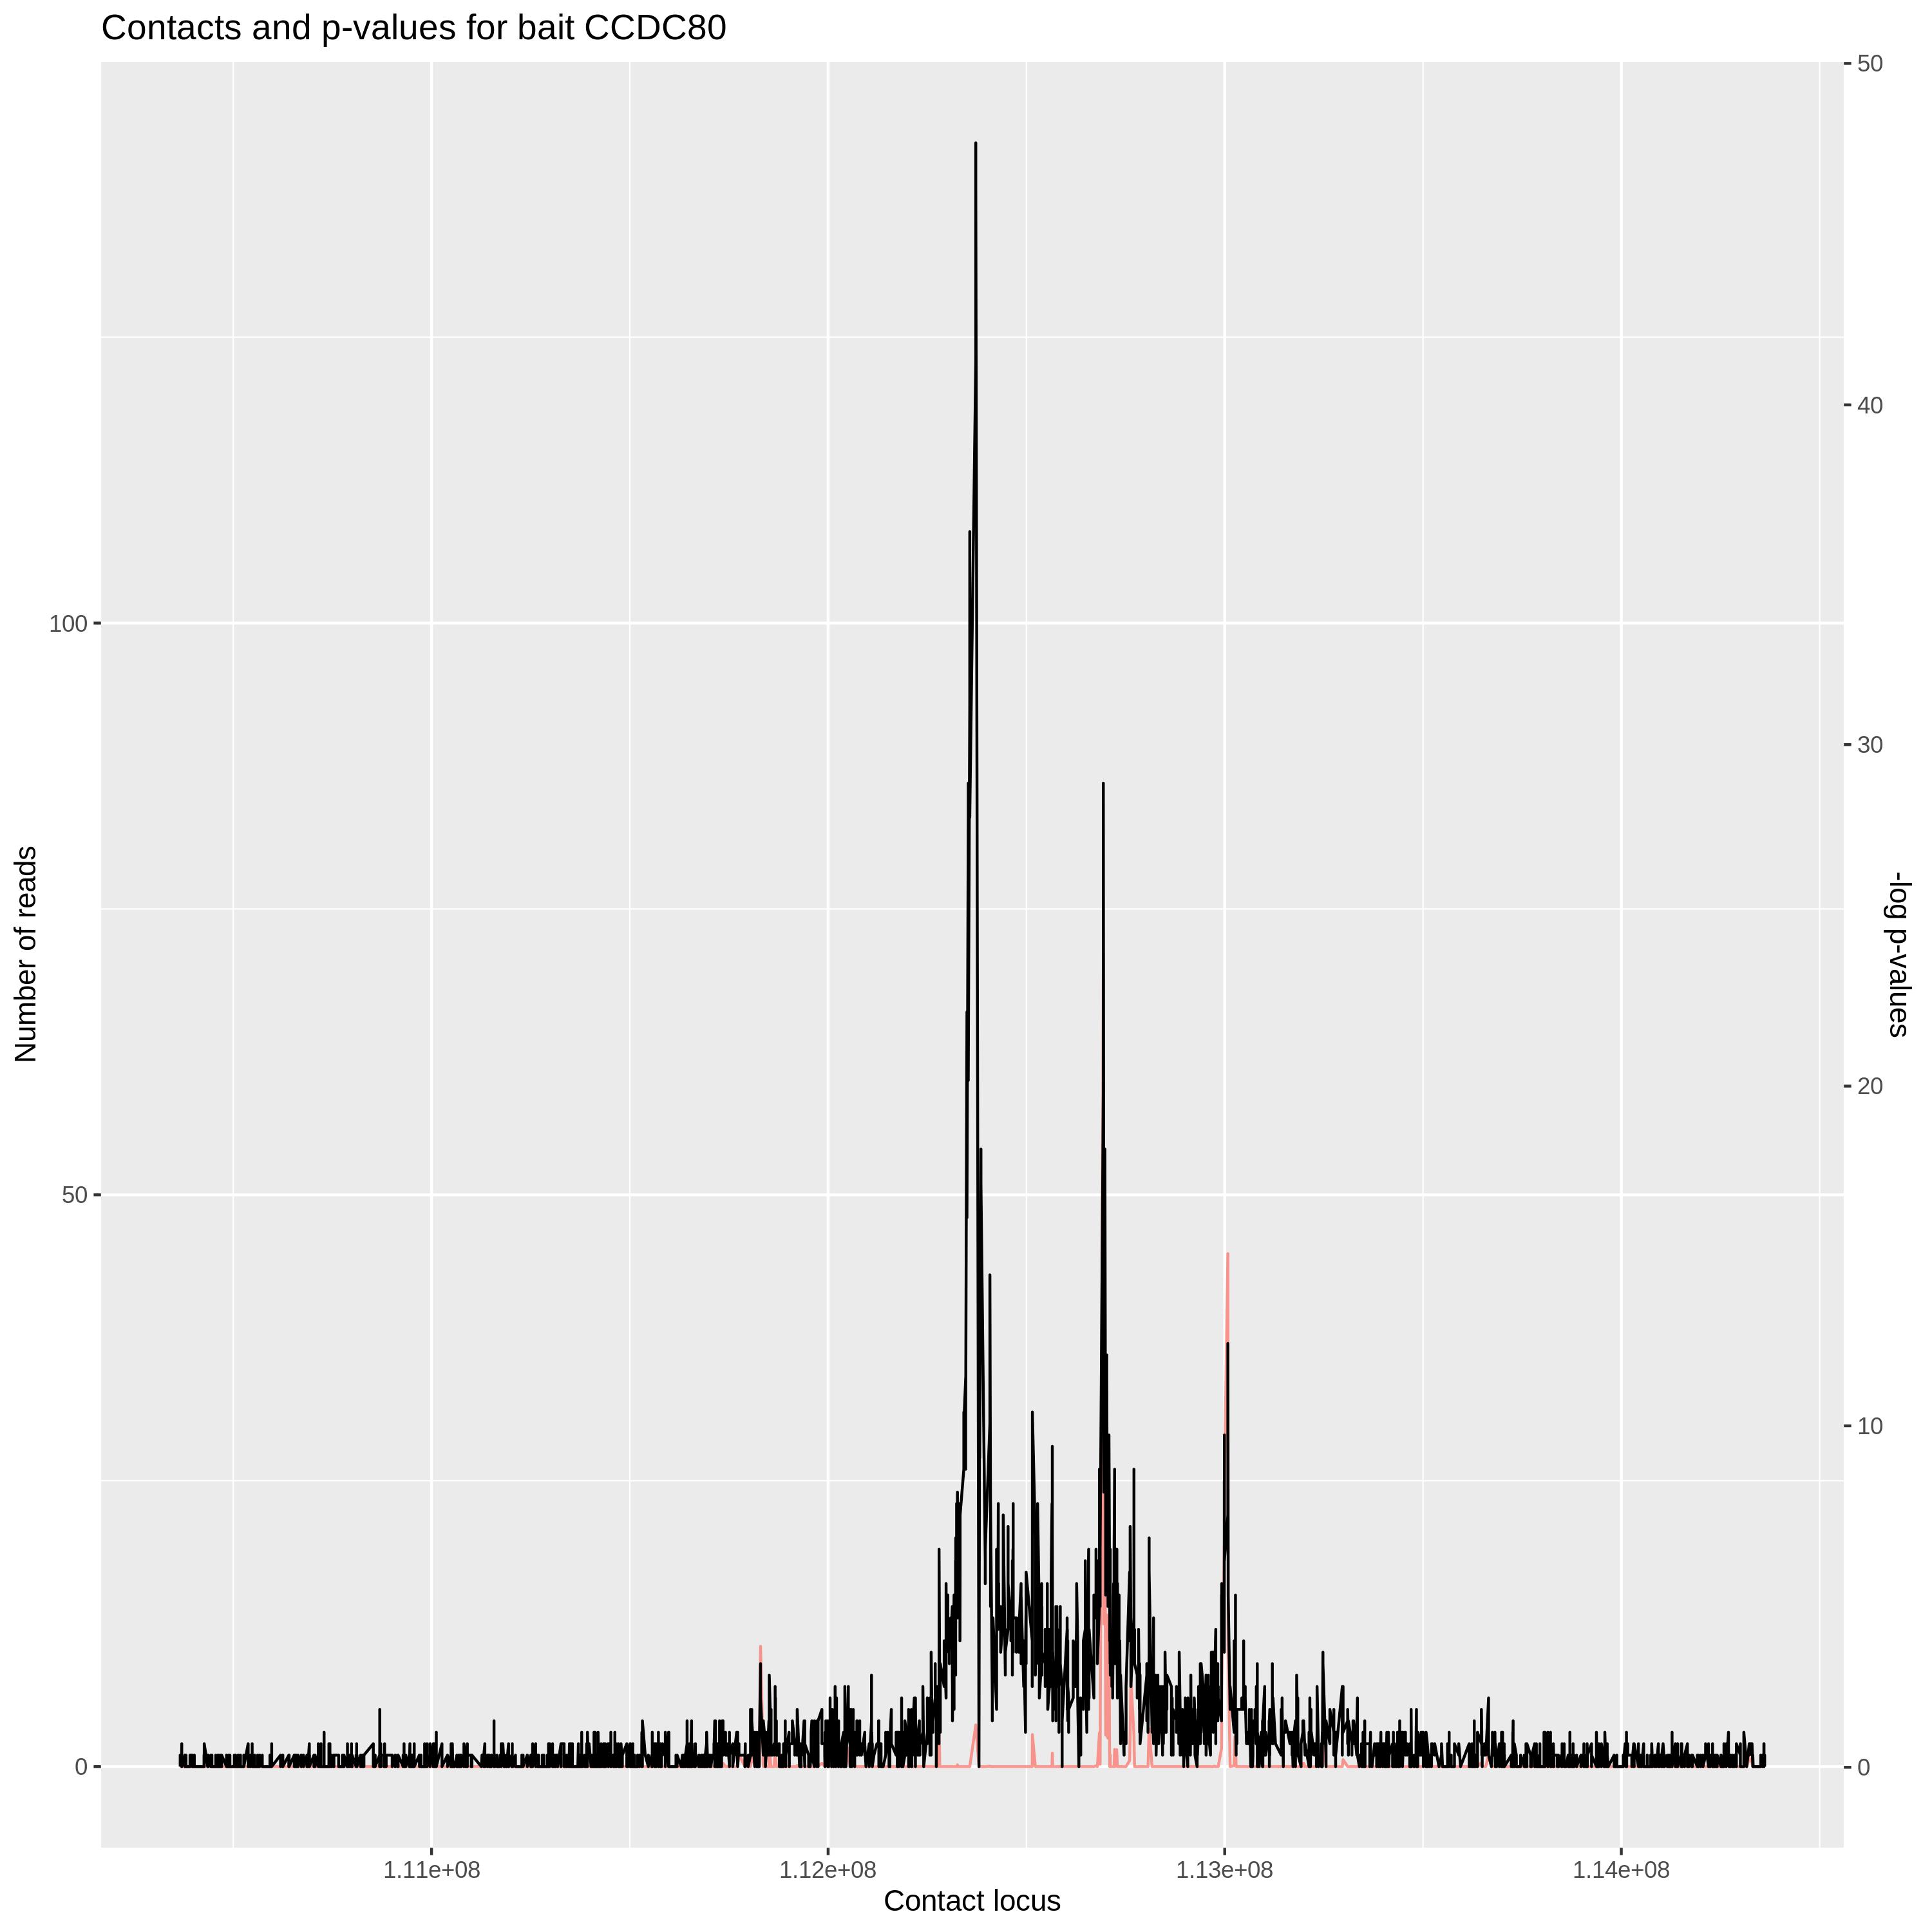 Contacts and p-values for bait CCDC80
Number of reads
100
50
0
50
40
30
20
10
0
-log p-values
1.11e+08
1.12e+08
1.13e+08
1.14e+08
Contact locus